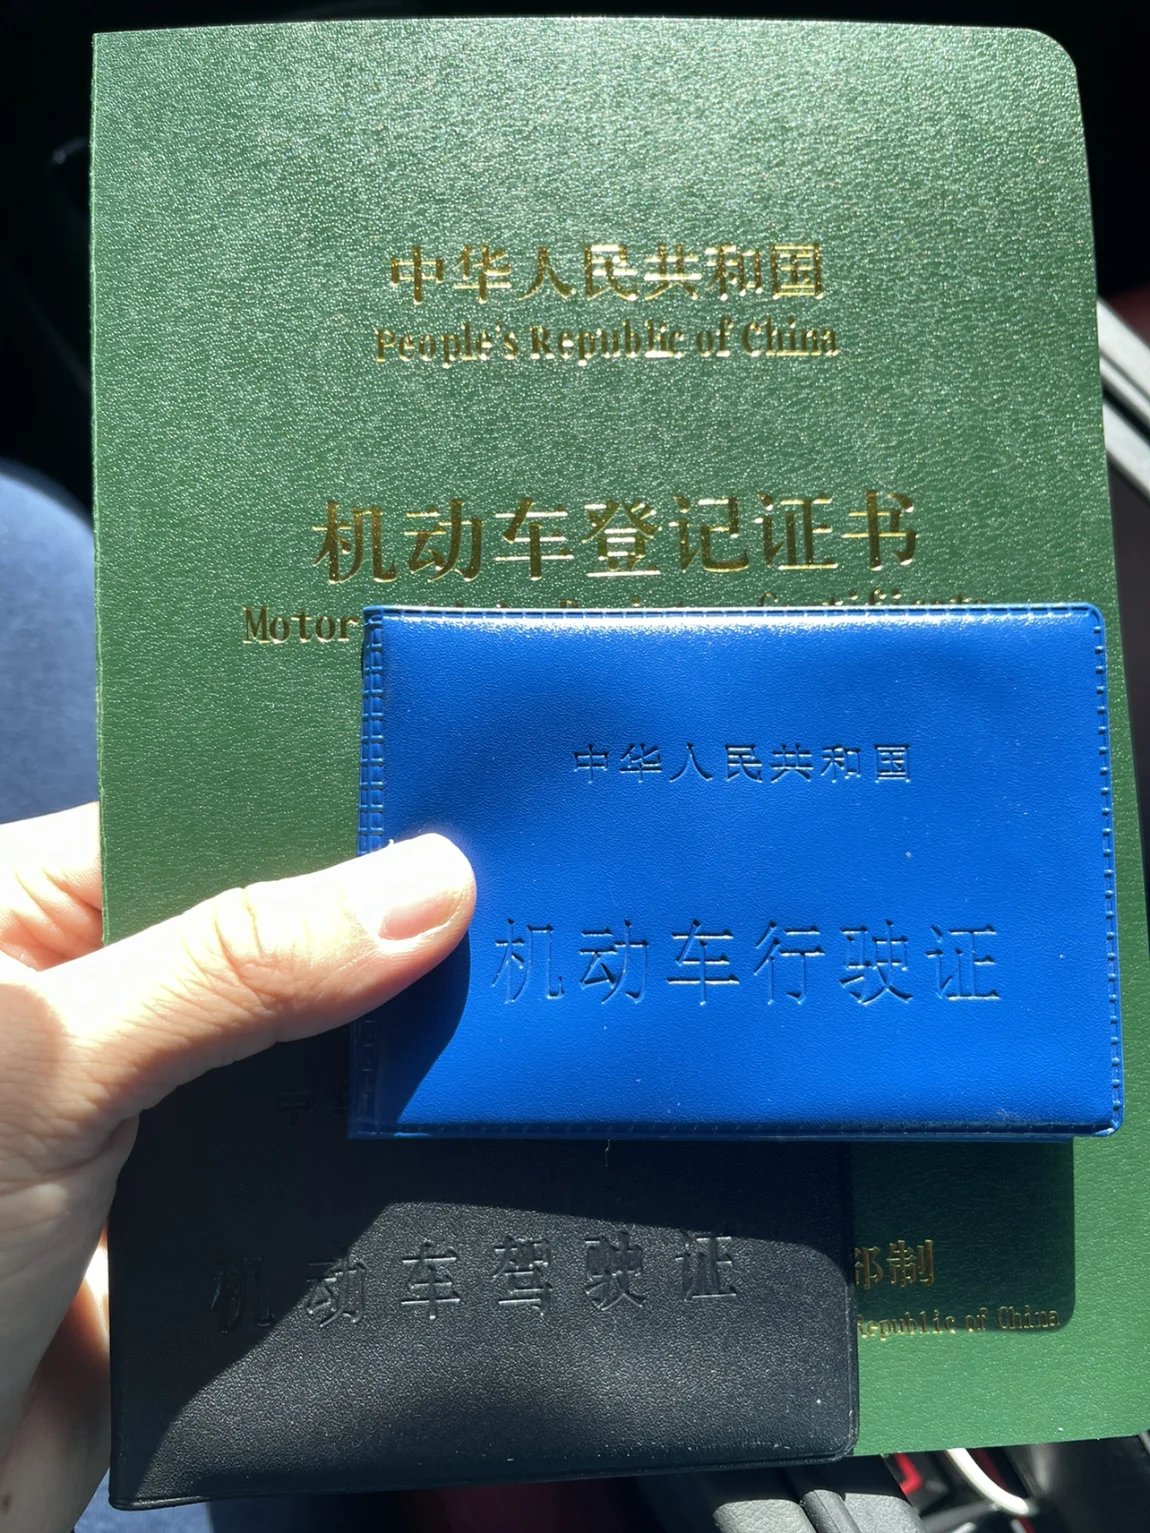 中华人民共和国
People's Republic of China
机动车登记证书
Motor
中华人民共和国
机动车行驶证
中
机动车驾驶证
部制
Republic of China